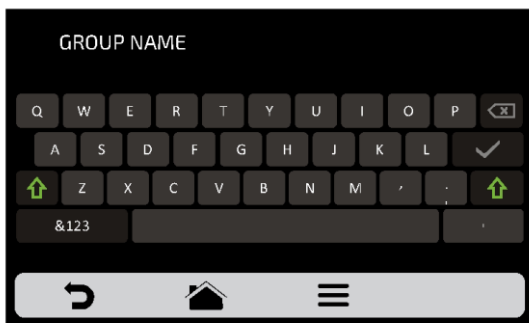 GROUP NAME
Q W E R T Y U I O P
A S D F G H J K L
Z X C V B N M
&123